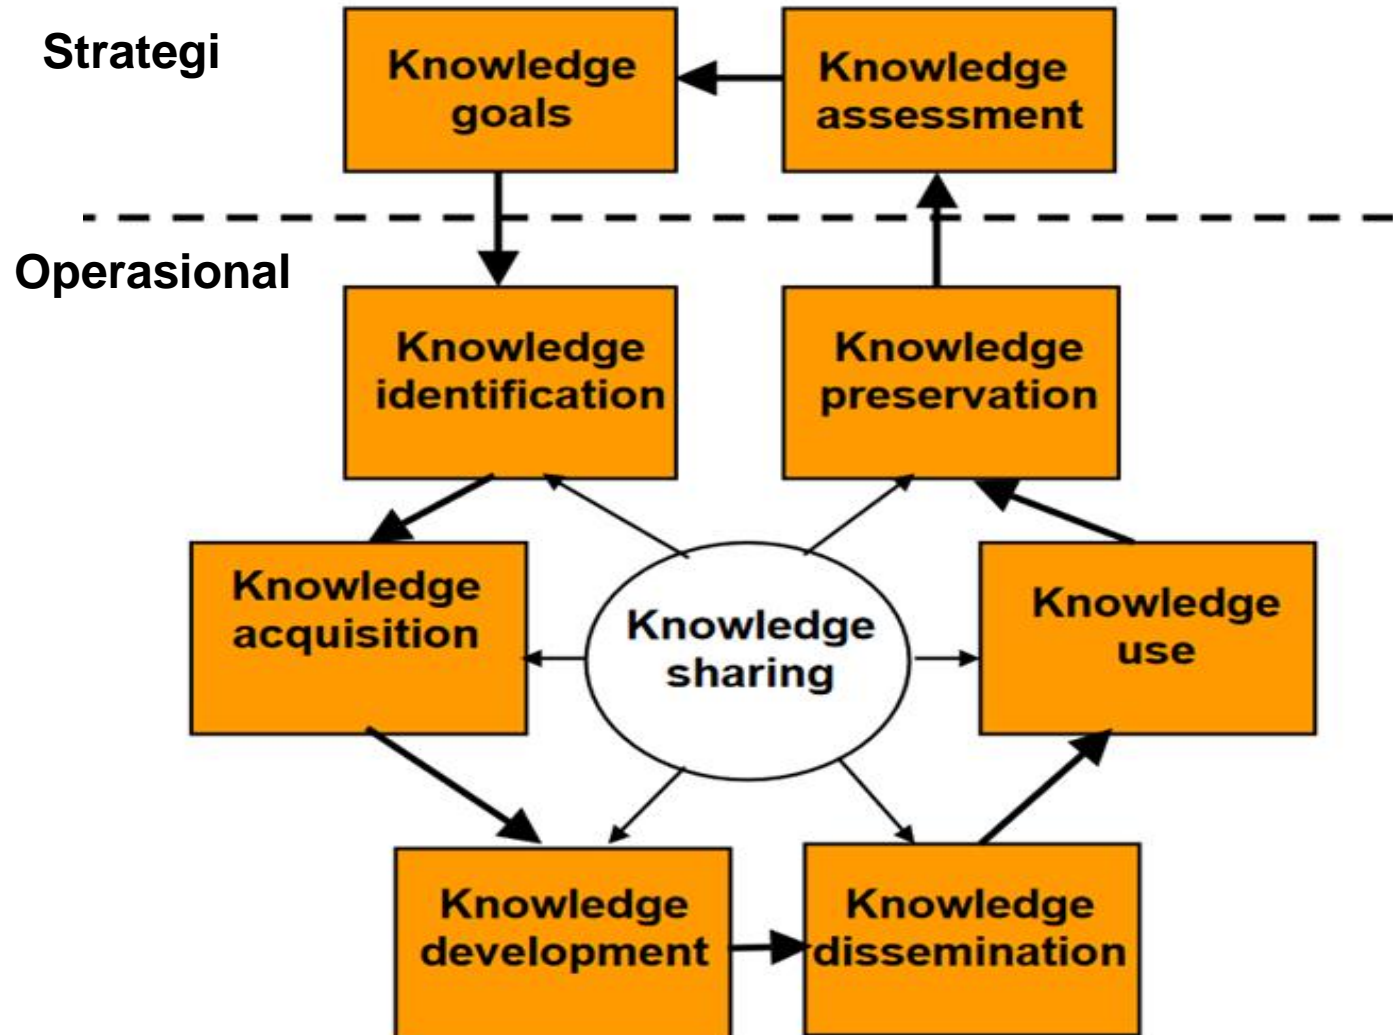 Strategi
Knowledge
goals
Knowledge
assessment
Operasional
Knowledge
identification
Knowledge
preservation
Knowledge
acquisition
Knowledge
sharing
Knowledge
use
Knowledge
development
Knowledge
dissemination